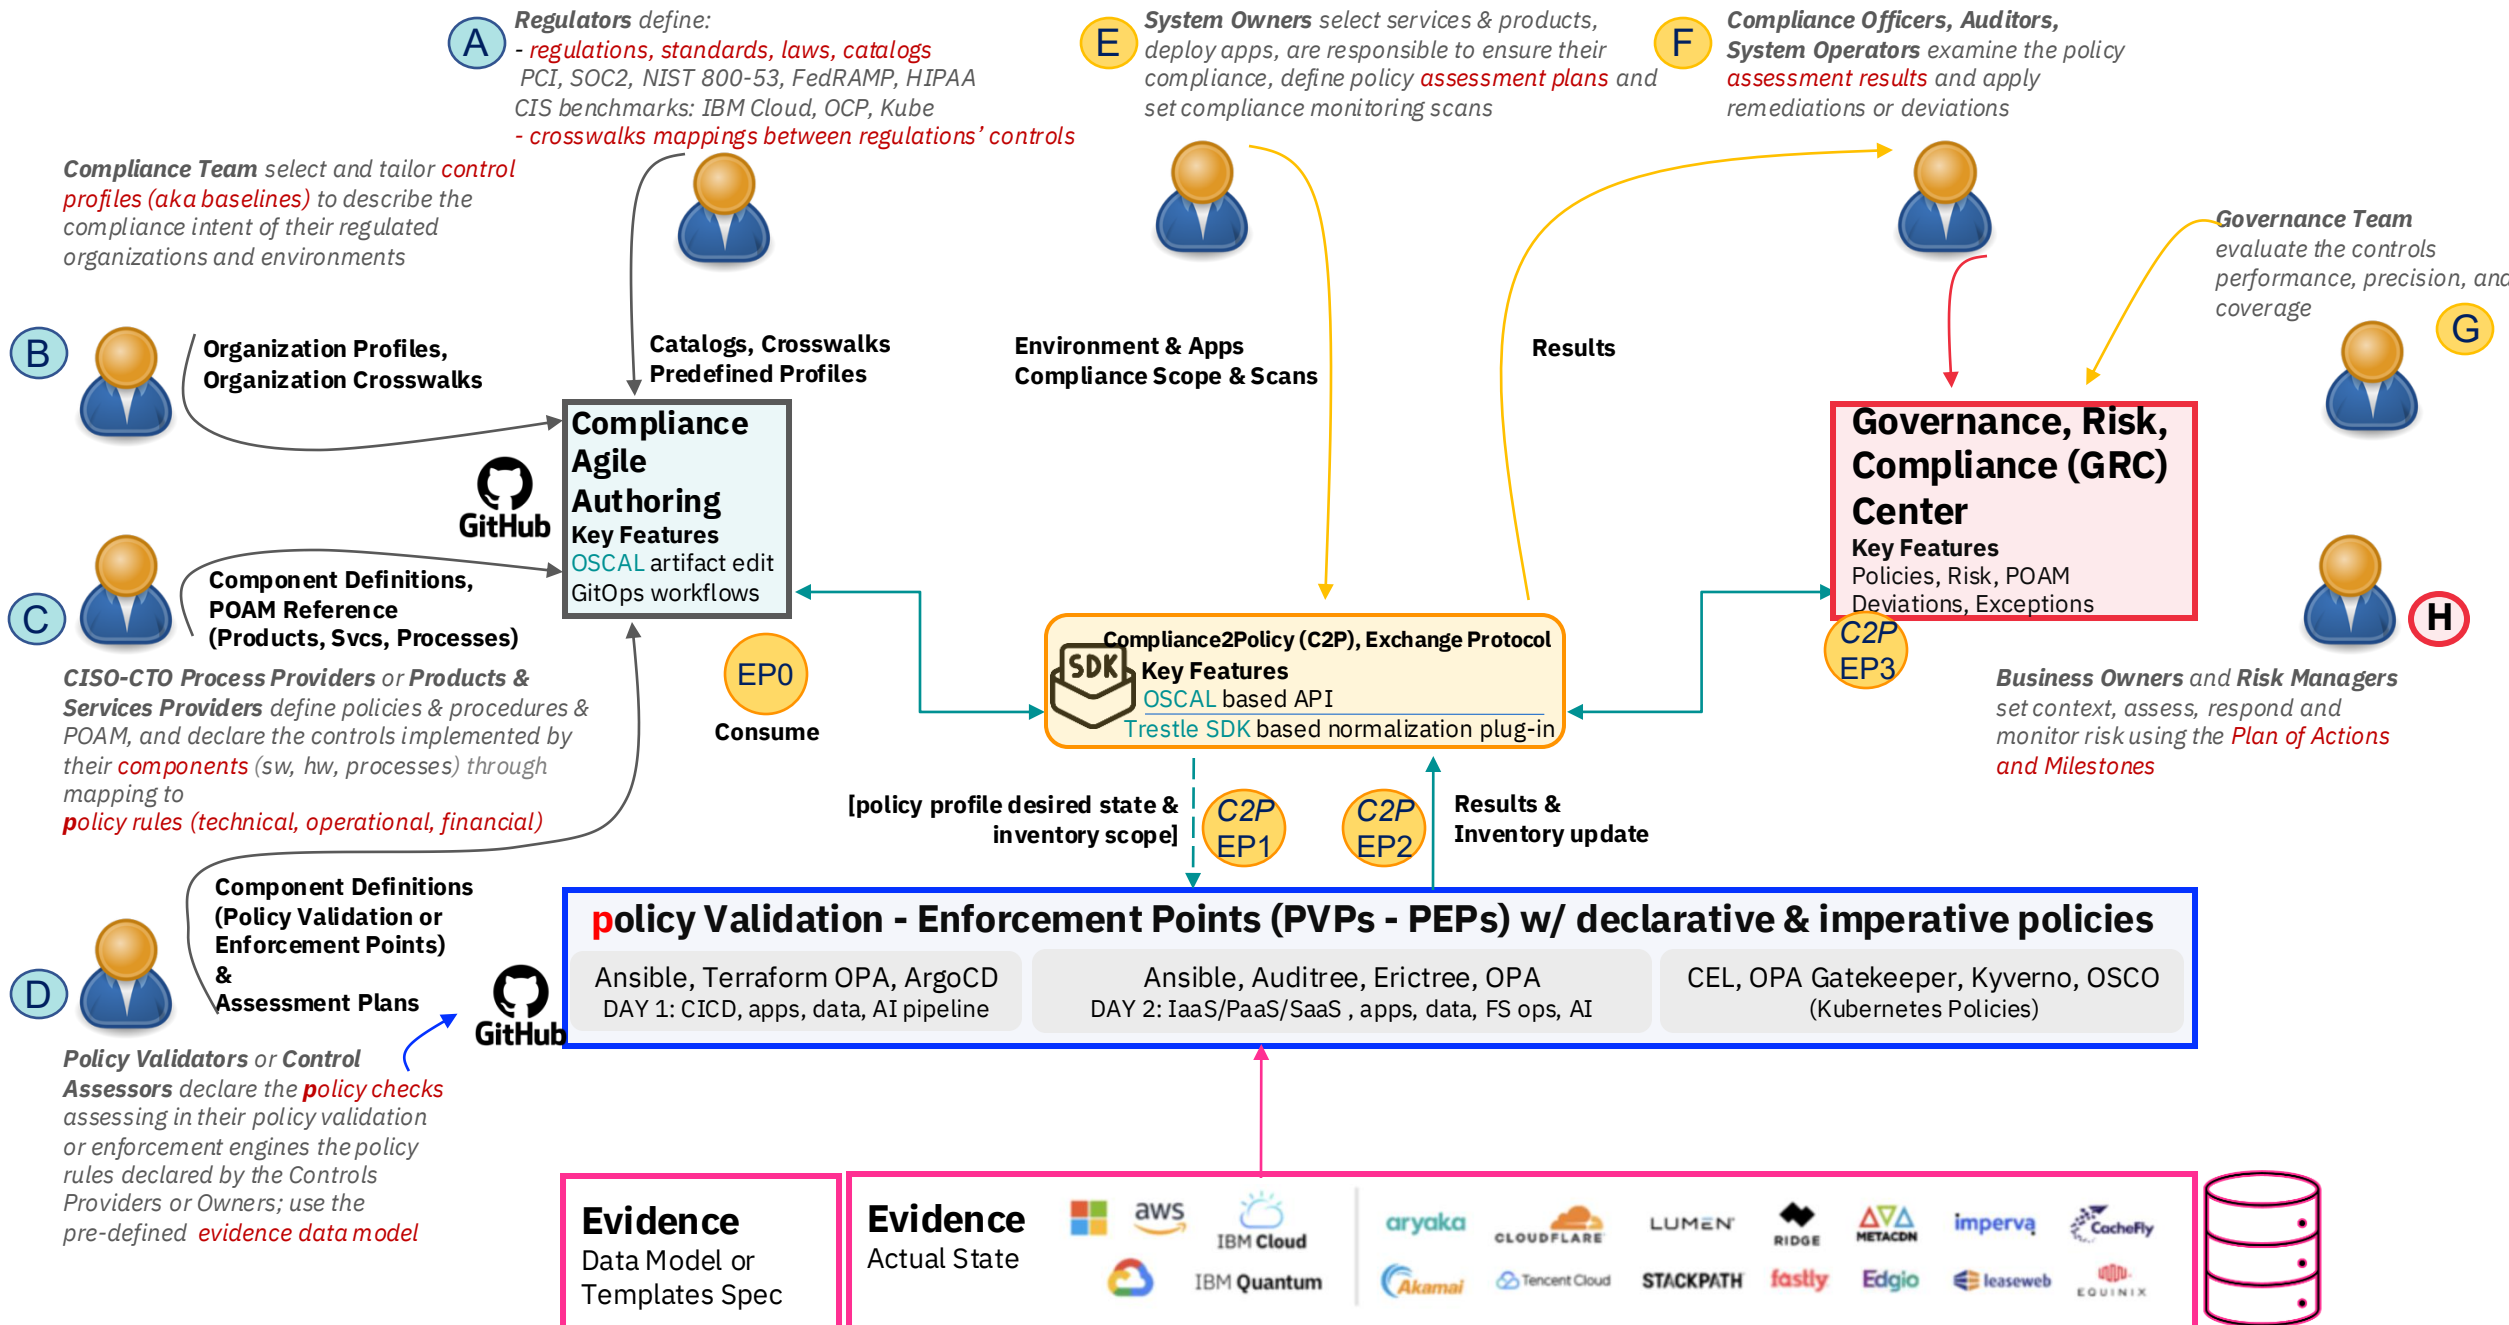 A
Regulators define:
- regulations, standards, laws, catalogs
PCI, SOC2, NIST 800-53, FedRAMP, HIPAA
CIS benchmarks: IBM Cloud, OCP, Kube
- crosswalks mappings between regulations’ controls
E
System Owners select services & products,
deploy apps, are responsible to ensure their
compliance, define policy assessment plans and
set compliance monitoring scans
F
Compliance Officers, Auditors,
System Operators examine the policy
assessment results and apply
remediations or deviations
Compliance Team select and tailor control
profiles (aka baselines) to describe the
compliance intent of their regulated
organizations and environments
Governance Team
evaluate the controls
performance, precision, and
coverage
G
B
Organization Profiles,
Organization Crosswalks
Catalogs, Crosswalks
Predefined Profiles
Environment & Apps
Compliance Scope & Scans
Results
Compliance
Agile
Authoring
Key Features
OSCAL artifact edit
GitOps workflows
GitHub
Governance, Risk,
Compliance (GRC)
Center
Key Features
Policies, Risk, POAM
Deviations, Exceptions
C2P
EP3
H
C
Component Definitions,
POAM Reference
(Products, Svcs, Processes)
CISO-CTO Process Providers or Products &
Services Providers define policies & procedures &
POAM, and declare the controls implemented by
their components (sw, hw, processes) through
mapping to
policy rules (technical, operational, financial)
EP0
Consume
Compliance2Policy (C2P), Exchange Protocol
SDK
Key Features
OSCAL based API
Trestle SDK based normalization plug-in
Business Owners and Risk Managers
set context, assess, respond and
monitor risk using the Plan of Actions
and Milestones
[policy profile desired state &
inventory scope]
C2P
EP1
C2P
EP2
Results &
Inventory update
D
Component Definitions
(Policy Validation or
Enforcement Points)
&
Assessment Plans
GitHub
policy Validation - Enforcement Points (PVPs - PEPs) w/ declarative & imperative policies
Ansible, Terraform OPA, ArgoCD
DAY 1: CICD, apps, data, AI pipeline
Ansible, Auditree, Erictree, OPA
DAY 2: IaaS/PaaS/SaaS , apps, data, FS ops, AI
CEL, OPA Gatekeeper, Kyverno, OSCO
(Kubernetes Policies)
Policy Validators or Control
Assessors declare the policy checks
assessing in their policy validation
or enforcement engines the policy
rules declared by the Controls
Providers or Owners; use the
pre-defined evidence data model
Evidence
Data Model or
Templates Spec
Evidence
Actual State
aws
IBM Cloud
IBM Quantum
aryaka
CLOUDFLARE
LUMEN
RIDGE
METACDN
imperva
CacheFly
Akamai
Tencent Cloud
STACKPATH
fastly
Edgio
leaseweb
EQUINIX